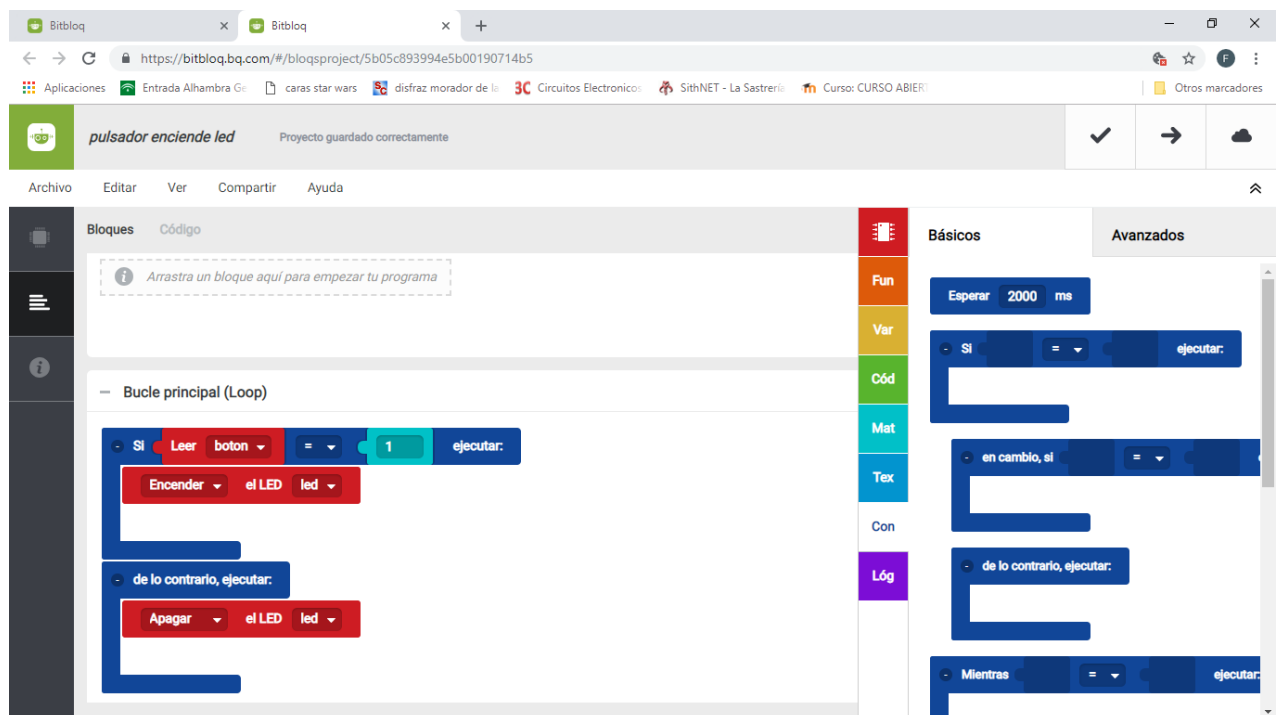 Bitbloq
Bitbloq
https://bitbloq.bq.com/#/bloqsproject/5b05c893994e5b00190714b5
F
Aplicaciones Entrada Alhambra Ge caras star wars disfraz morador de la 3C Circuitos Electronicos SithNET - La Sastrería Curso: CURSO ABIER Otros marcadores
pulsador enciende led Proyecto guardado correctamente
Archivo Editar Ver Compartir Ayuda
Bloques Código
Arrastra un bloque aquí para empezar tu programa
Bucle principal (Loop)
Si Leer boton = 1 ejecutar:
Encender el LED led
de lo contrario, ejecutar:
Apagar el LED led
Fun
Var
Cód
Mat
Tex
Con
Lóg
Básicos Avanzados
Esperar 2000 ms
Si = ejecutar:
en cambio, si =
de lo contrario, ejecutar:
Mientras = ejecutar: